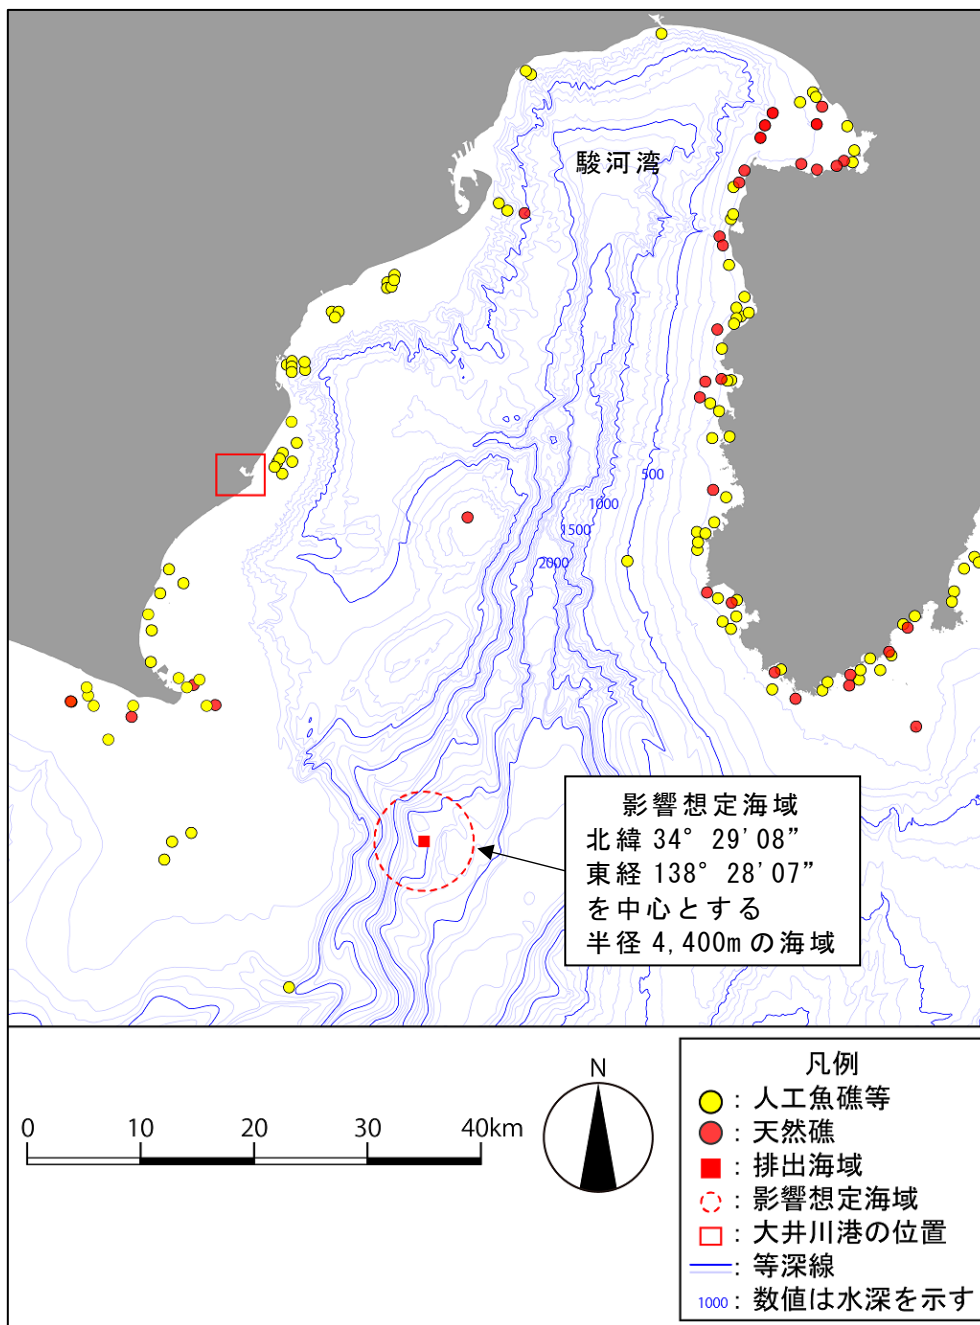 駿河湾
500
1000
1500
2000
影響想定海域
北緯 34° 29’08”
東経 138° 28’07”
を中心とする
半径 4,400m の海域
0 10 20 30 40km
N
凡例
：人工魚礁等
：天然礁
：排出海域
：影響想定海域
：大井川港の位置
：等深線
1000：数値は水深を示す